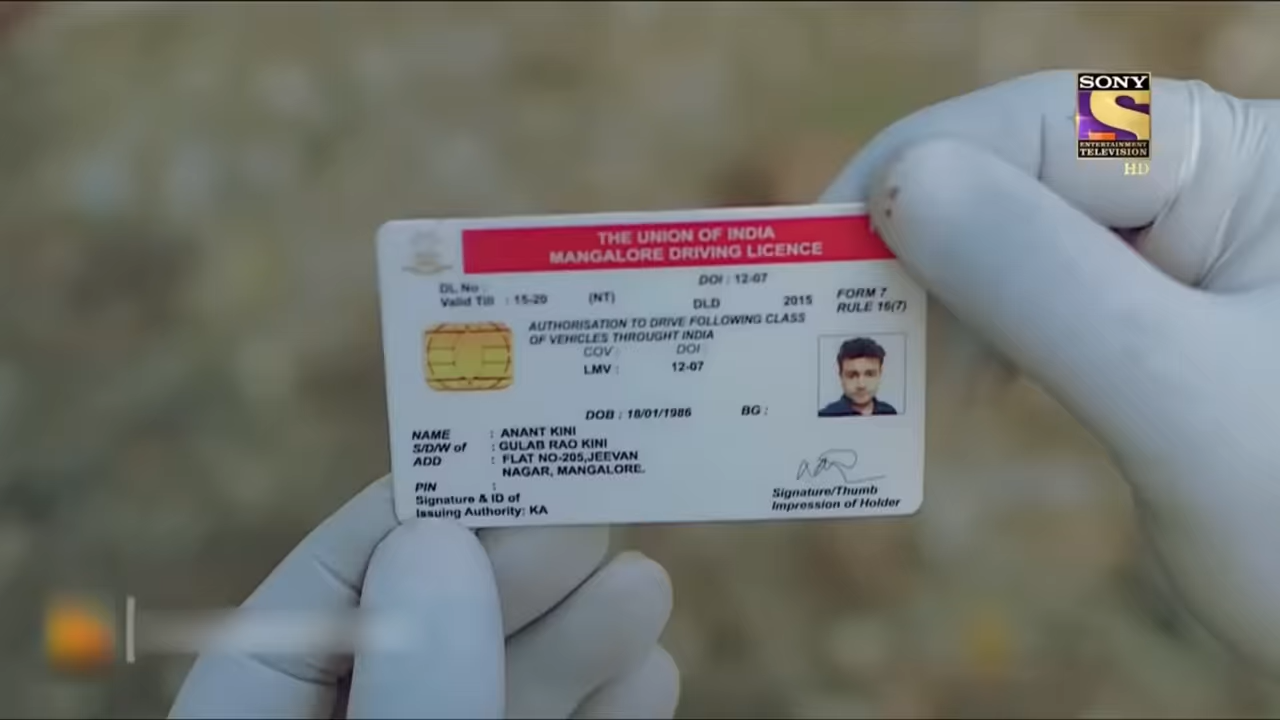 SONY
ENTERTAINMENT
TELEVISION
HD
THE UNION OF INDIA
MANGALORE DRIVING LICENCE
DL No :
DOI : 12-07
Valid Till : 15-20 (NT) DLD 2015
FORM 7
RULE 16(7)
AUTHORISATION TO DRIVE FOLLOWING CLASS
OF VEHICLES THROUGHT INDIA
COV : DOI :
LMV : 12-07
DOB : 18/01/1986 BG :
NAME : ANANT KINI
S/D/W of : GULAB RAO KINI
ADD : FLAT NO-205,JEEVAN
NAGAR, MANGALORE.
PIN :
Signature & ID of
Issuing Authority: KA
Signature/Thumb
Impression of Holder